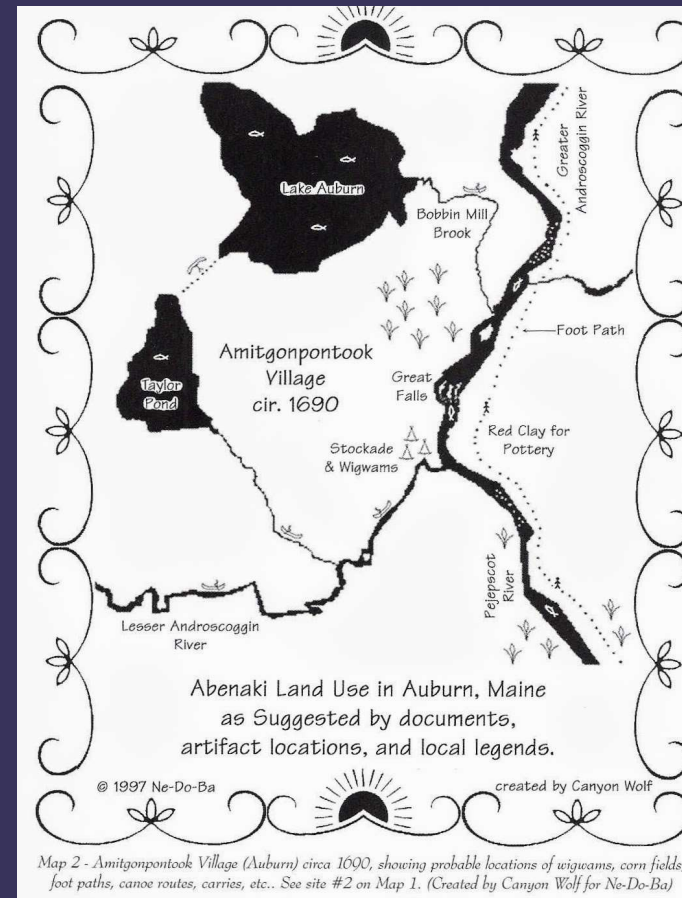 Lake Auburn
Greater
Androscoggin River
Bobbin Mill
Brook
Foot Path
Taylor
Pond
Amitgonpontook
Village
cir. 1690
Great
Falls
Red Clay for
Pottery
Stockade
& Wigwams
Pejepscot
River
Lesser Androscoggin
River
Abenaki Land Use in Auburn, Maine
as Suggested by documents,
artifact locations, and local legends.
© 1997 Ne-Do-Ba
created by Canyon Wolf
Map 2 - Amitgonpontook Village (Auburn) circa 1690, showing probable locations of wigwams, corn fields,
foot paths, canoe routes, carries, etc.. See site #2 on Map 1. (Created by Canyon Wolf for Ne-Do-Ba)